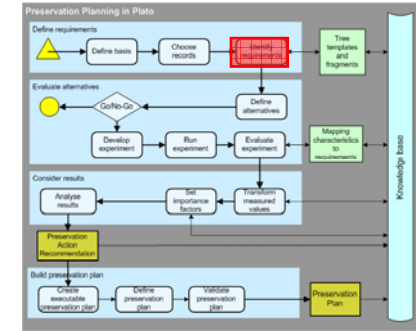 Preservation Planning in Plato
Define requirements
Define basis
Choose
records
Tree
templates
and
fragments
Evaluate alternatives
Go/No-Go
Define
alternatives
Develop
experiment
Run
experiment
Evaluate
experiment
Mapping
characteristics
to
requirements
Knowledge base
Consider results
Analyse
results
Set
importance
factors
Transform
measured
values
Preservation
Action
Recommendation
Build preservation plan
Create
executable
preservation plan
Define
preservation
plan
Validate
preservation
plan
Preservation
Plan